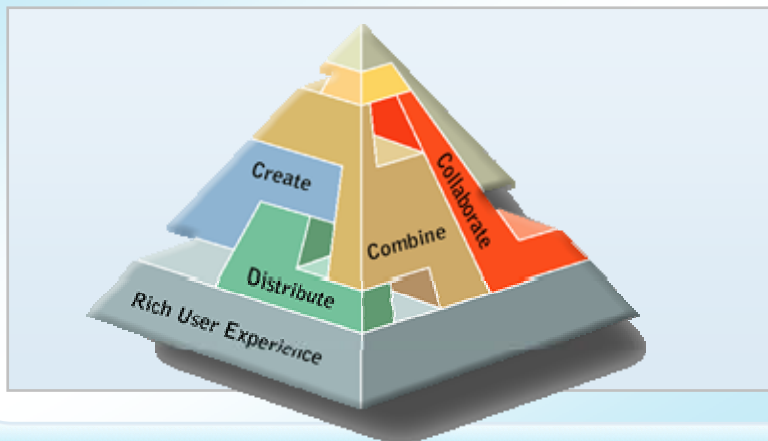 Create
Collaborate
Combine
Distribute
Rich User Experience